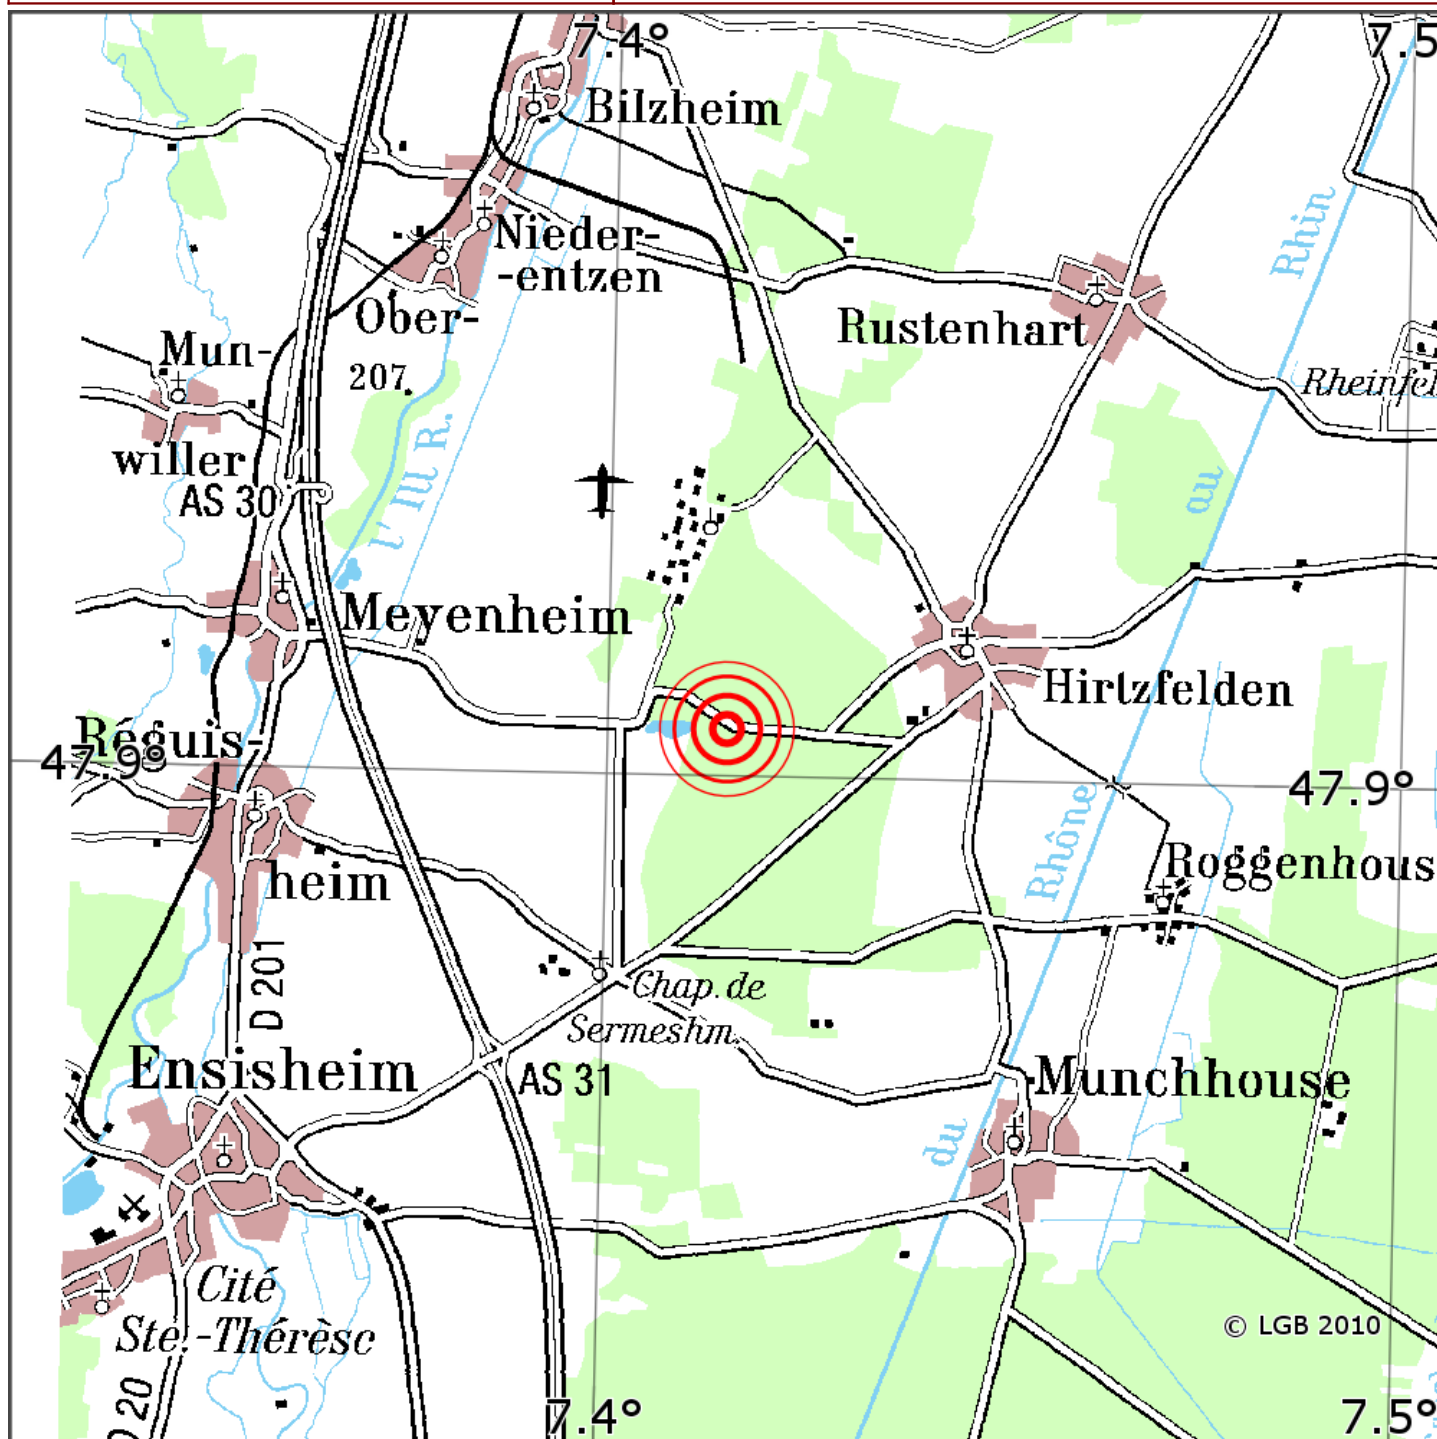 7.4°
7.5
Bilzheim
Rhin
Nieder-
-entzen
Ober-
Rustenhart
Mun-
207
Rheinfel
willer
AS 30
l' Ill R.
au
Meyenheim
Hirtzfelden
Réguis-
47.9°
47.9°
Rhône
Roggenhous
heim
D 201
Chap. de
Sermeshm.
Ensisheim
AS 31
Munchhouse
du
Cité
Ste.-Thérèse
© LGB 2010
D 20
7.4°
7.5°